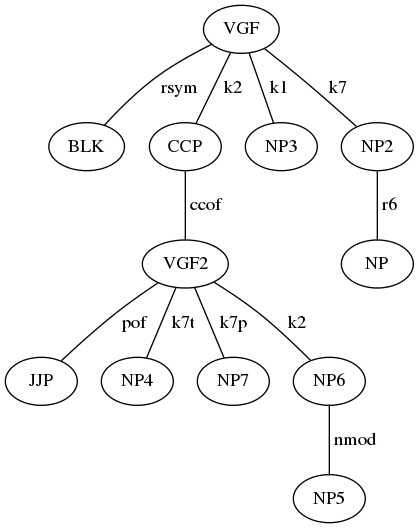 VGF
rsym k2 k1 k7
BLK CCP NP3 NP2
ccof r6
VGF2 NP
pof k7t k7p k2
JJP NP4 NP7 NP6
nmod
NP5